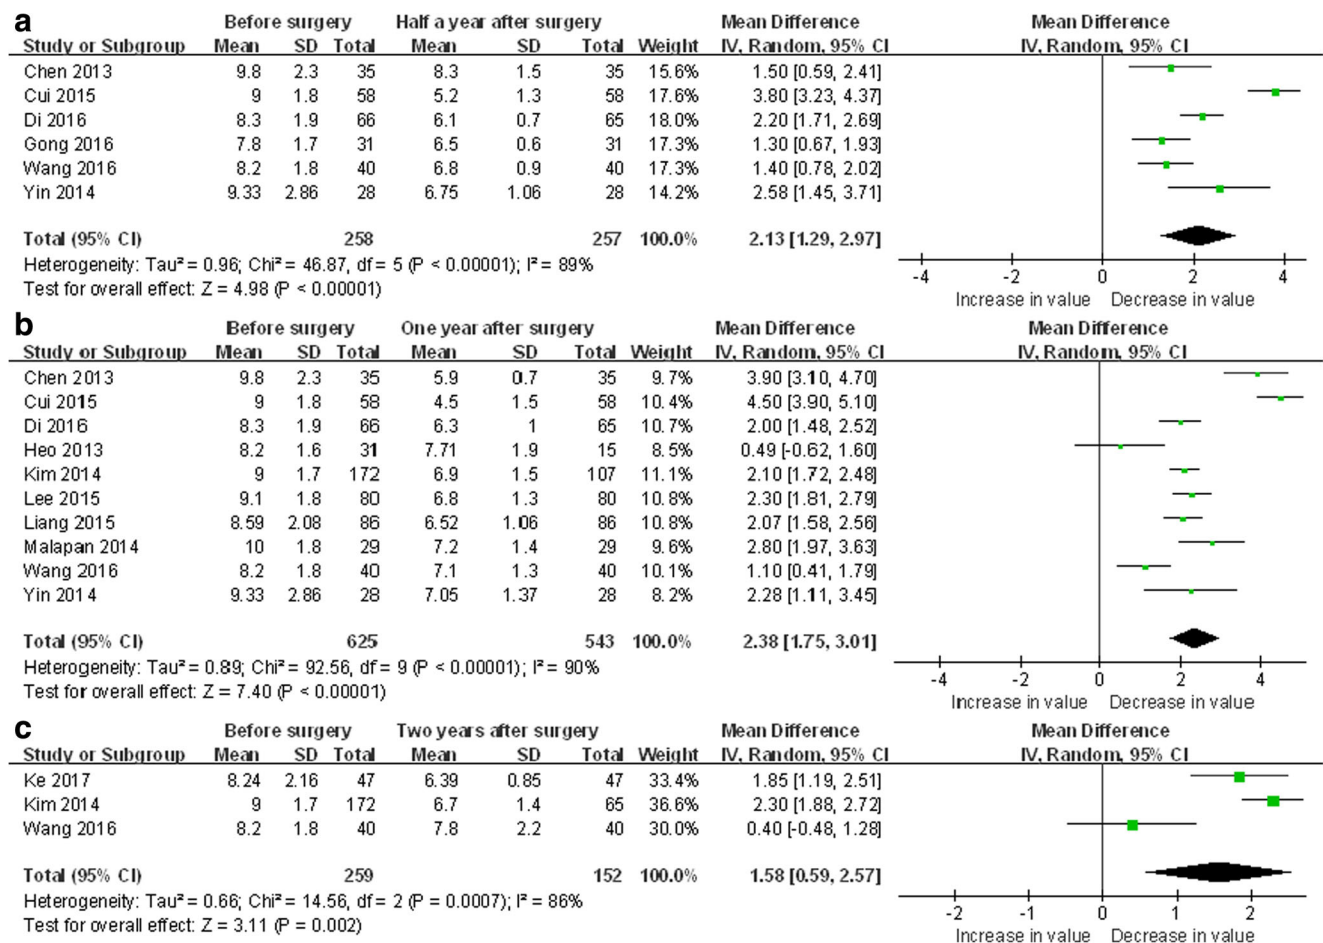 a
Before surgery Half a year after surgery Mean Difference Mean Difference
Study or Subgroup Mean SD Total Mean SD Total Weight IV, Random, 95% CI IV, Random, 95% CI
Chen 2013 9.8 2.3 35 8.3 1.5 35 15.6% 1.50 [0.59, 2.41]
Cui 2015 9 1.8 58 5.2 1.3 58 17.6% 3.80 [3.23, 4.37]
Di 2016 8.3 1.9 66 6.1 0.7 65 18.0% 2.20 [1.71, 2.69]
Gong 2016 7.8 1.7 31 6.5 0.6 31 17.3% 1.30 [0.67, 1.93]
Wang 2016 8.2 1.8 40 6.8 0.9 40 17.3% 1.40 [0.78, 2.02]
Yin 2014 9.33 2.86 28 6.75 1.06 28 14.2% 2.58 [1.45, 3.71]
Total (95% CI) 258 257 100.0% 2.13 [1.29, 2.97]
Heterogeneity: Tau² = 0.96; Chi² = 46.87, df = 5 (P < 0.00001); I² = 89%
Test for overall effect: Z = 4.98 (P < 0.00001)
-4 -2 0 2 4
Increase in value Decrease in value
b
Before surgery One year after surgery Mean Difference Mean Difference
Study or Subgroup Mean SD Total Mean SD Total Weight IV, Random, 95% CI IV, Random, 95% CI
Chen 2013 9.8 2.3 35 5.9 0.7 35 9.7% 3.90 [3.10, 4.70]
Cui 2015 9 1.8 58 4.5 1.5 58 10.4% 4.50 [3.90, 5.10]
Di 2016 8.3 1.9 66 6.3 1 65 10.7% 2.00 [1.48, 2.52]
Heo 2013 8.2 1.6 31 7.71 1.9 15 8.5% 0.49 [-0.62, 1.60]
Kim 2014 9 1.7 172 6.9 1.5 107 11.1% 2.10 [1.72, 2.48]
Lee 2015 9.1 1.8 80 6.8 1.3 80 10.8% 2.30 [1.81, 2.79]
Liang 2015 8.59 2.08 86 6.52 1.06 86 10.8% 2.07 [1.58, 2.56]
Malapan 2014 10 1.8 29 7.2 1.4 29 9.6% 2.80 [1.97, 3.63]
Wang 2016 8.2 1.8 40 7.1 1.3 40 10.1% 1.10 [0.41, 1.79]
Yin 2014 9.33 2.86 28 7.05 1.37 28 8.2% 2.28 [1.11, 3.45]
Total (95% CI) 625 543 100.0% 2.38 [1.75, 3.01]
Heterogeneity: Tau² = 0.89; Chi² = 92.56, df = 9 (P < 0.00001); I² = 90%
Test for overall effect: Z = 7.40 (P < 0.00001)
-4 -2 0 2 4
Increase in value Decrease in value
c
Before surgery Two years after surgery Mean Difference Mean Difference
Study or Subgroup Mean SD Total Mean SD Total Weight IV, Random, 95% CI IV, Random, 95% CI
Ke 2017 8.24 2.16 47 6.39 0.85 47 33.4% 1.85 [1.19, 2.51]
Kim 2014 9 1.7 172 6.7 1.4 65 36.6% 2.30 [1.88, 2.72]
Wang 2016 8.2 1.8 40 7.8 2.2 40 30.0% 0.40 [-0.48, 1.28]
Total (95% CI) 259 152 100.0% 1.58 [0.59, 2.57]
Heterogeneity: Tau² = 0.66; Chi² = 14.56, df = 2 (P = 0.0007); I² = 86%
Test for overall effect: Z = 3.11 (P = 0.002)
-2 -1 0 1 2
Increase in value Decrease in value